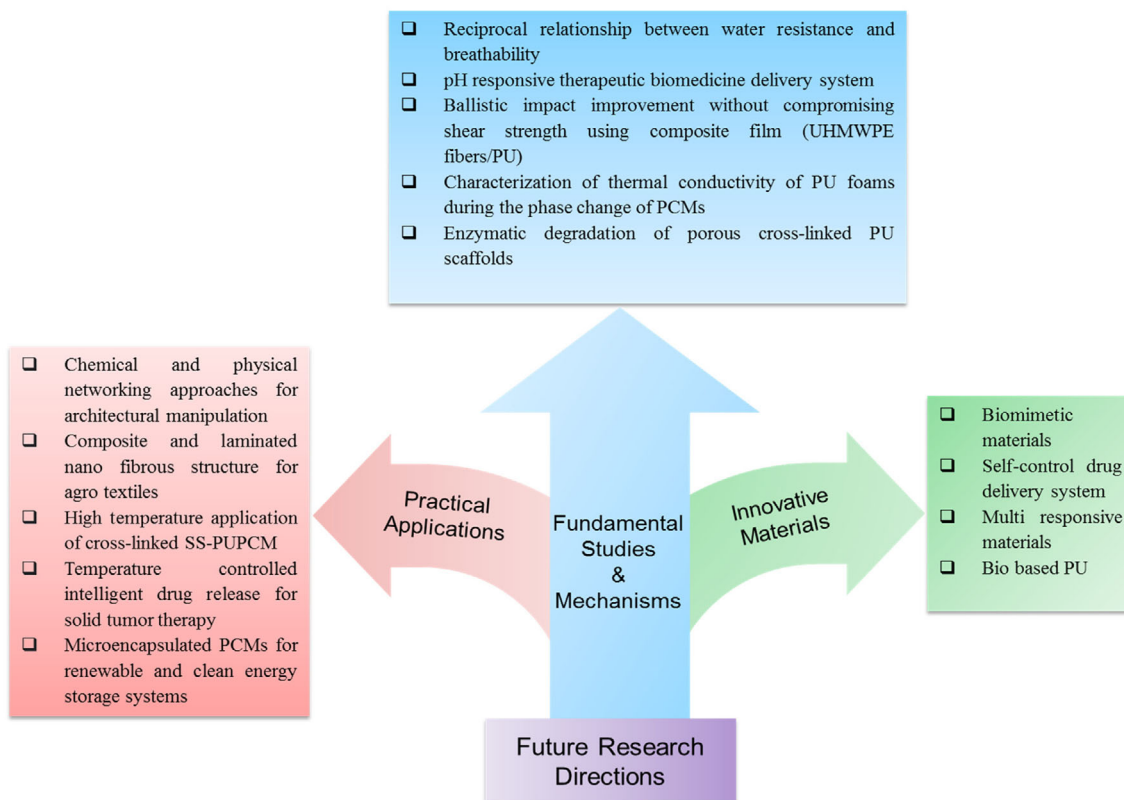 ❑ Reciprocal relationship between water resistance and
breathability
❑ pH responsive therapeutic biomedicine delivery system
❑ Ballistic impact improvement without compromising
shear strength using composite film (UHMWPE
fibers/PU)
❑ Characterization of thermal conductivity of PU foams
during the phase change of PCMs
❑ Enzymatic degradation of porous cross-linked PU
scaffolds
❑ Chemical and physical
networking approaches for
architectural manipulation
❑ Composite and laminated
nano fibrous structure for
agro textiles
❑ High temperature application
of cross-linked SS-PUPCM
❑ Temperature controlled
intelligent drug release for
solid tumor therapy
❑ Microencapsulated PCMs for
renewable and clean energy
storage systems
Practical
Applications
Fundamental
Studies
&
Mechanisms
Innovative
Materials
❑ Biomimetic
materials
❑ Self-control drug
delivery system
❑ Multi responsive
materials
❑ Bio based PU
Future Research
Directions